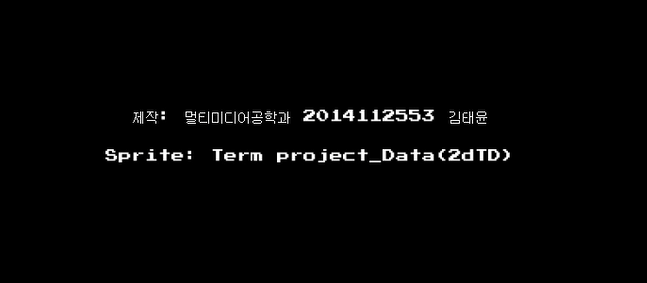 제작: 멀티미디어공학과 2014112553 김태윤
Sprite: Term project_Data(2dTD)